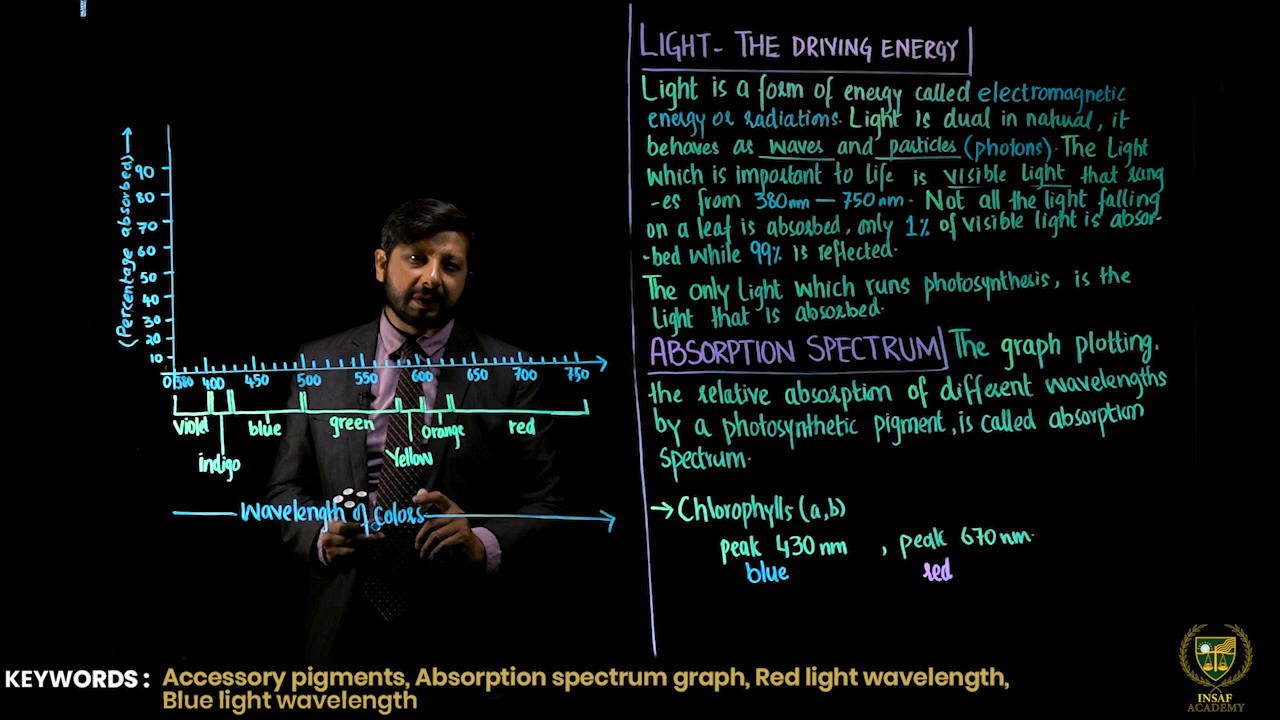 LIGHT - THE DRIVING ENERGY
Light is a form of energy called electromagnetic
energy or radiations. Light is dual in natural, it
behaves as waves and particles (photons). The Light
which is important to life is visible light that rang
-es from 380nm — 750nm. Not all the light falling
on a leaf is absorbed, only 1% of visible light is absor-
-bed while 99% is reflected.
The only light which runs photosynthesis, is the
light that is absorbed.
ABSORPTION SPECTRUM The graph plotting,
the relative absorption of different wavelengths
by a photosynthetic pigment, is called absorption
spectrum.
→ Chlorophylls (a,b)
peak 430nm , peak 670nm.
blue red
(Percentage absorbed) →
90
80
70
60
50
40
30
20
10
0 380 400 450 500 550 600 650 700 750
violet blue green orange red
indigo Yellow
Wavelength of colors
KEYWORDS : Accessory pigments, Absorption spectrum graph, Red light wavelength,
Blue light wavelength
INSAF
ACADEMY